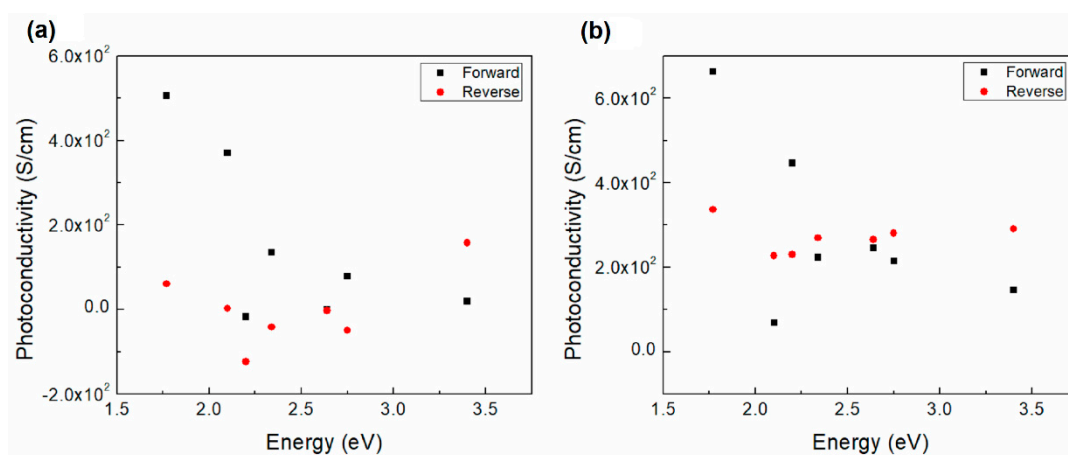 (a)
Photoconductivity (S/cm)
6.0x10²
4.0x10²
2.0x10²
0.0
-2.0x10²
Forward
Reverse
1.5 2.0 2.5 3.0 3.5
Energy (eV)
(b)
Photoconductivity (S/cm)
6.0x10²
4.0x10²
2.0x10²
0.0
Forward
Reverse
1.5 2.0 2.5 3.0 3.5
Energy (eV)